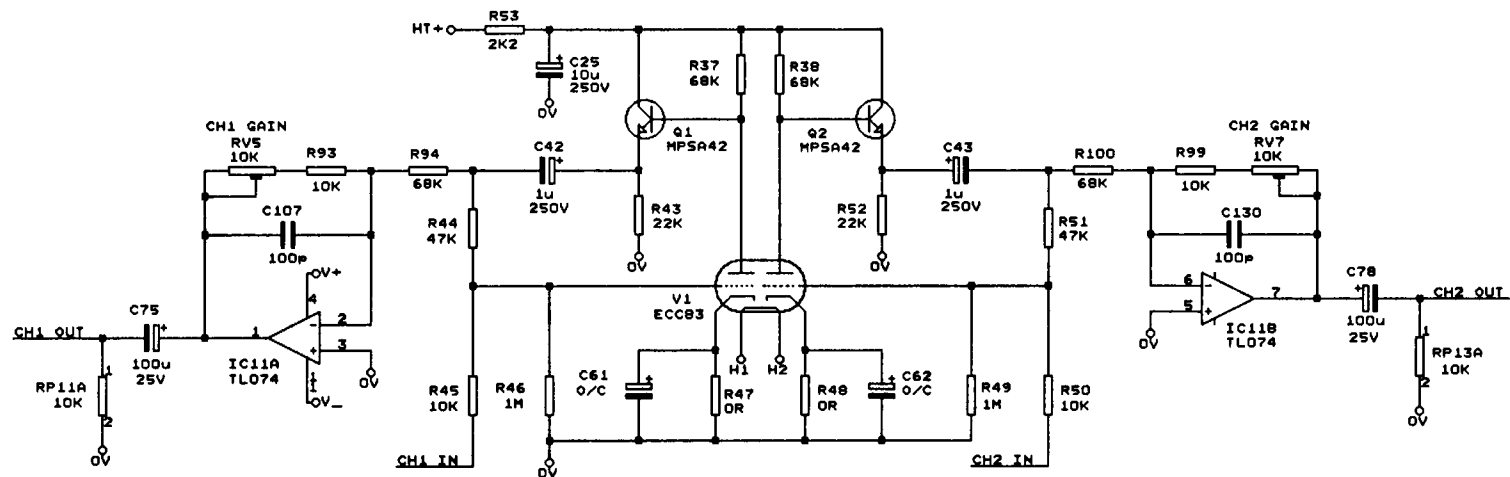 HT+
R53
2K2
C25
10u
250V
0V
R37
68K
R38
68K
Q1
MPSA42
Q2
MPSA42
CH1 GAIN
RV5
10K
R93
10K
R94
68K
C42
1u
250V
C43
1u
250V
R100
68K
R99
10K
CH2 GAIN
RV7
10K
C107
100p
R44
47K
R43
22K
0V
R52
22K
0V
R51
47K
C130
100p
V+
4
V1
ECC83
CH1 OUT
C75
100u
25V
1
2
3
IC11A
TL074
11
V_
0V
6
5
7
0V
IC11B
TL074
C78
100u
25V
CH2 OUT
RP11A
10K
1
2
0V
R45
10K
R46
1M
C61
O/C
R47
0R
H1
H2
R48
0R
C62
O/C
R49
1M
R50
10K
RP13A
10K
1
2
0V
CH1 IN
0V
CH2 IN